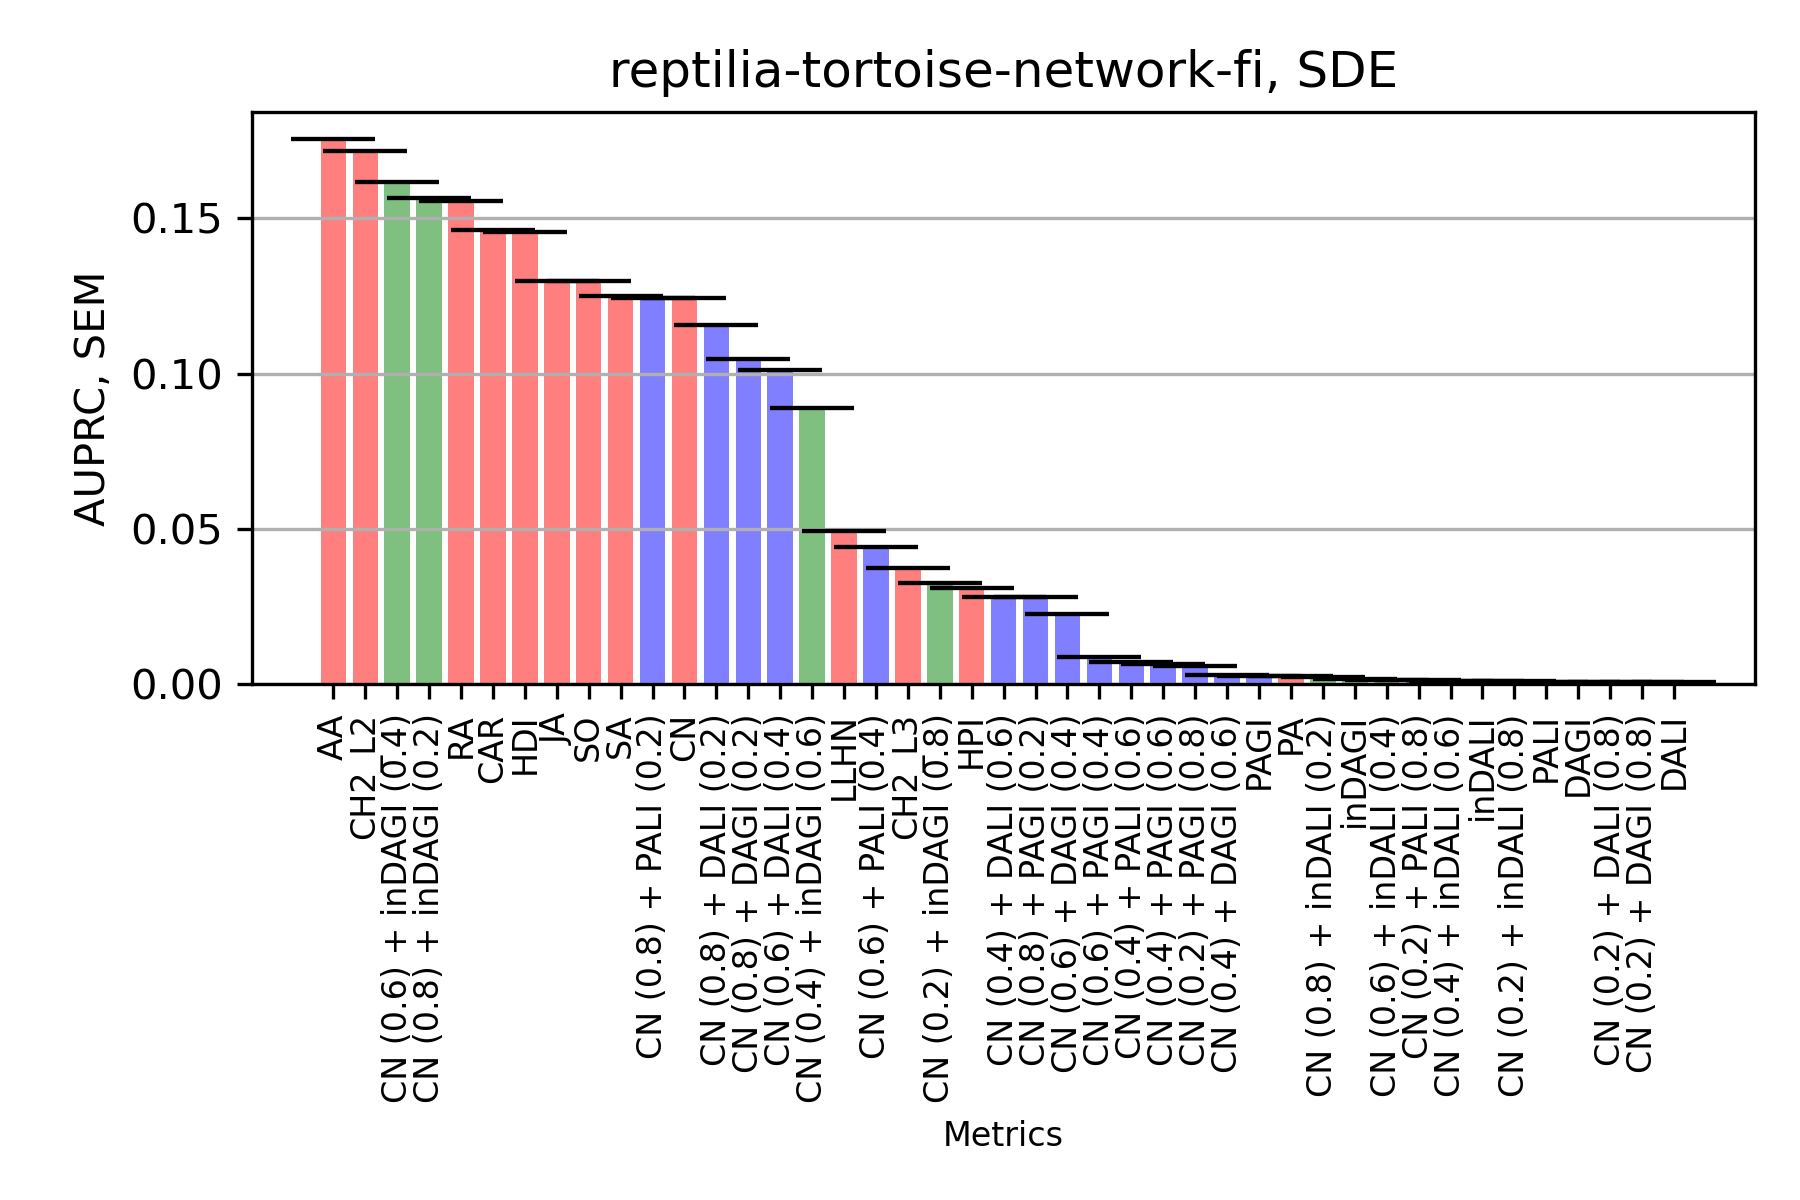 reptilia-tortoise-network-fi, SDE
AUPRC, SEM
0.15
0.10
0.05
0.00
AA
CH2_L2
CN (0.6) + inDAGI (0.4)
CN (0.8) + inDAGI (0.2)
RA
CAR
HDI
JA
SO
SA
CN (0.8) + PALI (0.2)
CN
CN (0.8) + DALI (0.2)
CN (0.8) + DAGI (0.2)
CN (0.6) + DALI (0.4)
CN (0.4) + inDAGI (0.6)
LLHN
CN (0.6) + PALI (0.4)
CH2_L3
CN (0.2) + inDAGI (0.8)
HPI
CN (0.4) + DALI (0.6)
CN (0.8) + PAGI (0.2)
CN (0.6) + DAGI (0.4)
CN (0.6) + PAGI (0.4)
CN (0.4) + PALI (0.6)
CN (0.4) + PAGI (0.6)
CN (0.2) + PAGI (0.8)
CN (0.4) + DAGI (0.6)
PAGI
PA
CN (0.8) + inDALI (0.2)
inDAGI
CN (0.6) + inDALI (0.4)
CN (0.2) + PALI (0.8)
CN (0.4) + inDALI (0.6)
inDALI
CN (0.2) + inDALI (0.8)
PALI
DAGI
CN (0.2) + DALI (0.8)
CN (0.2) + DAGI (0.8)
DALI
Metrics